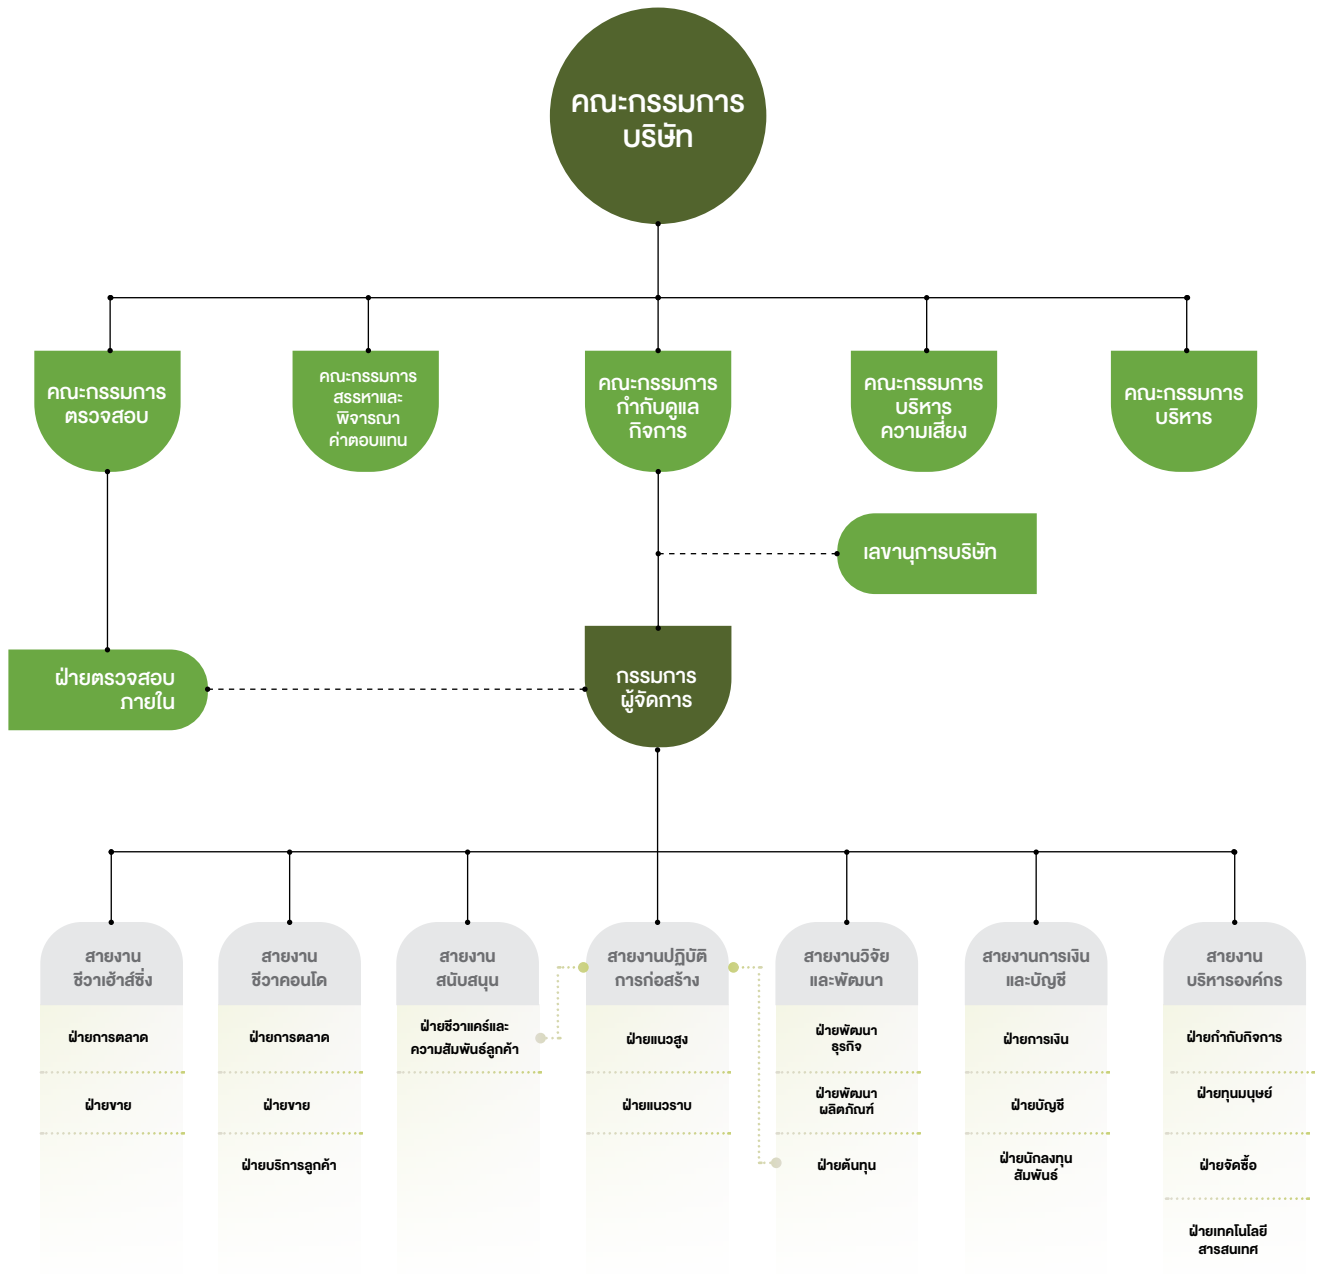 คณะกรรมการ
บริษัท
คณะกรรมการ
ตรวจสอบ
คณะกรรมการ
สรรหาและ
พิจารณา
ค่าตอบแทน
คณะกรรมการ
กำกับดูแล
กิจการ
คณะกรรมการ
บริหาร
ความเสี่ยง
คณะกรรมการ
บริหาร
เลขานุการบริษัท
ฝ่ายตรวจสอบ
ภายใน
กรรมการ
ผู้จัดการ
สายงาน
ชีวาเฮ้าส์ซิ่ง
ฝ่ายการตลาด
ฝ่ายขาย
สายงาน
ชีวาคอนโด
ฝ่ายการตลาด
ฝ่ายขาย
ฝ่ายบริการลูกค้า
สายงาน
สนับสนุน
ฝ่ายชีวาแคร์และ
ความสัมพันธ์ลูกค้า
สายงานปฏิบัติ
การก่อสร้าง
ฝ่ายแนวสูง
ฝ่ายแนวราบ
สายงานวิจัย
และพัฒนา
ฝ่ายพัฒนา
ธุรกิจ
ฝ่ายพัฒนา
ผลิตภัณฑ์
ฝ่ายต้นทุน
สายงานการเงิน
และบัญชี
ฝ่ายการเงิน
ฝ่ายบัญชี
ฝ่ายนักลงทุน
สัมพันธ์
สายงาน
บริหารองค์กร
ฝ่ายกำกับกิจการ
ฝ่ายทุนมนุษย์
ฝ่ายจัดซื้อ
ฝ่ายเทคโนโลยี
สารสนเทศ